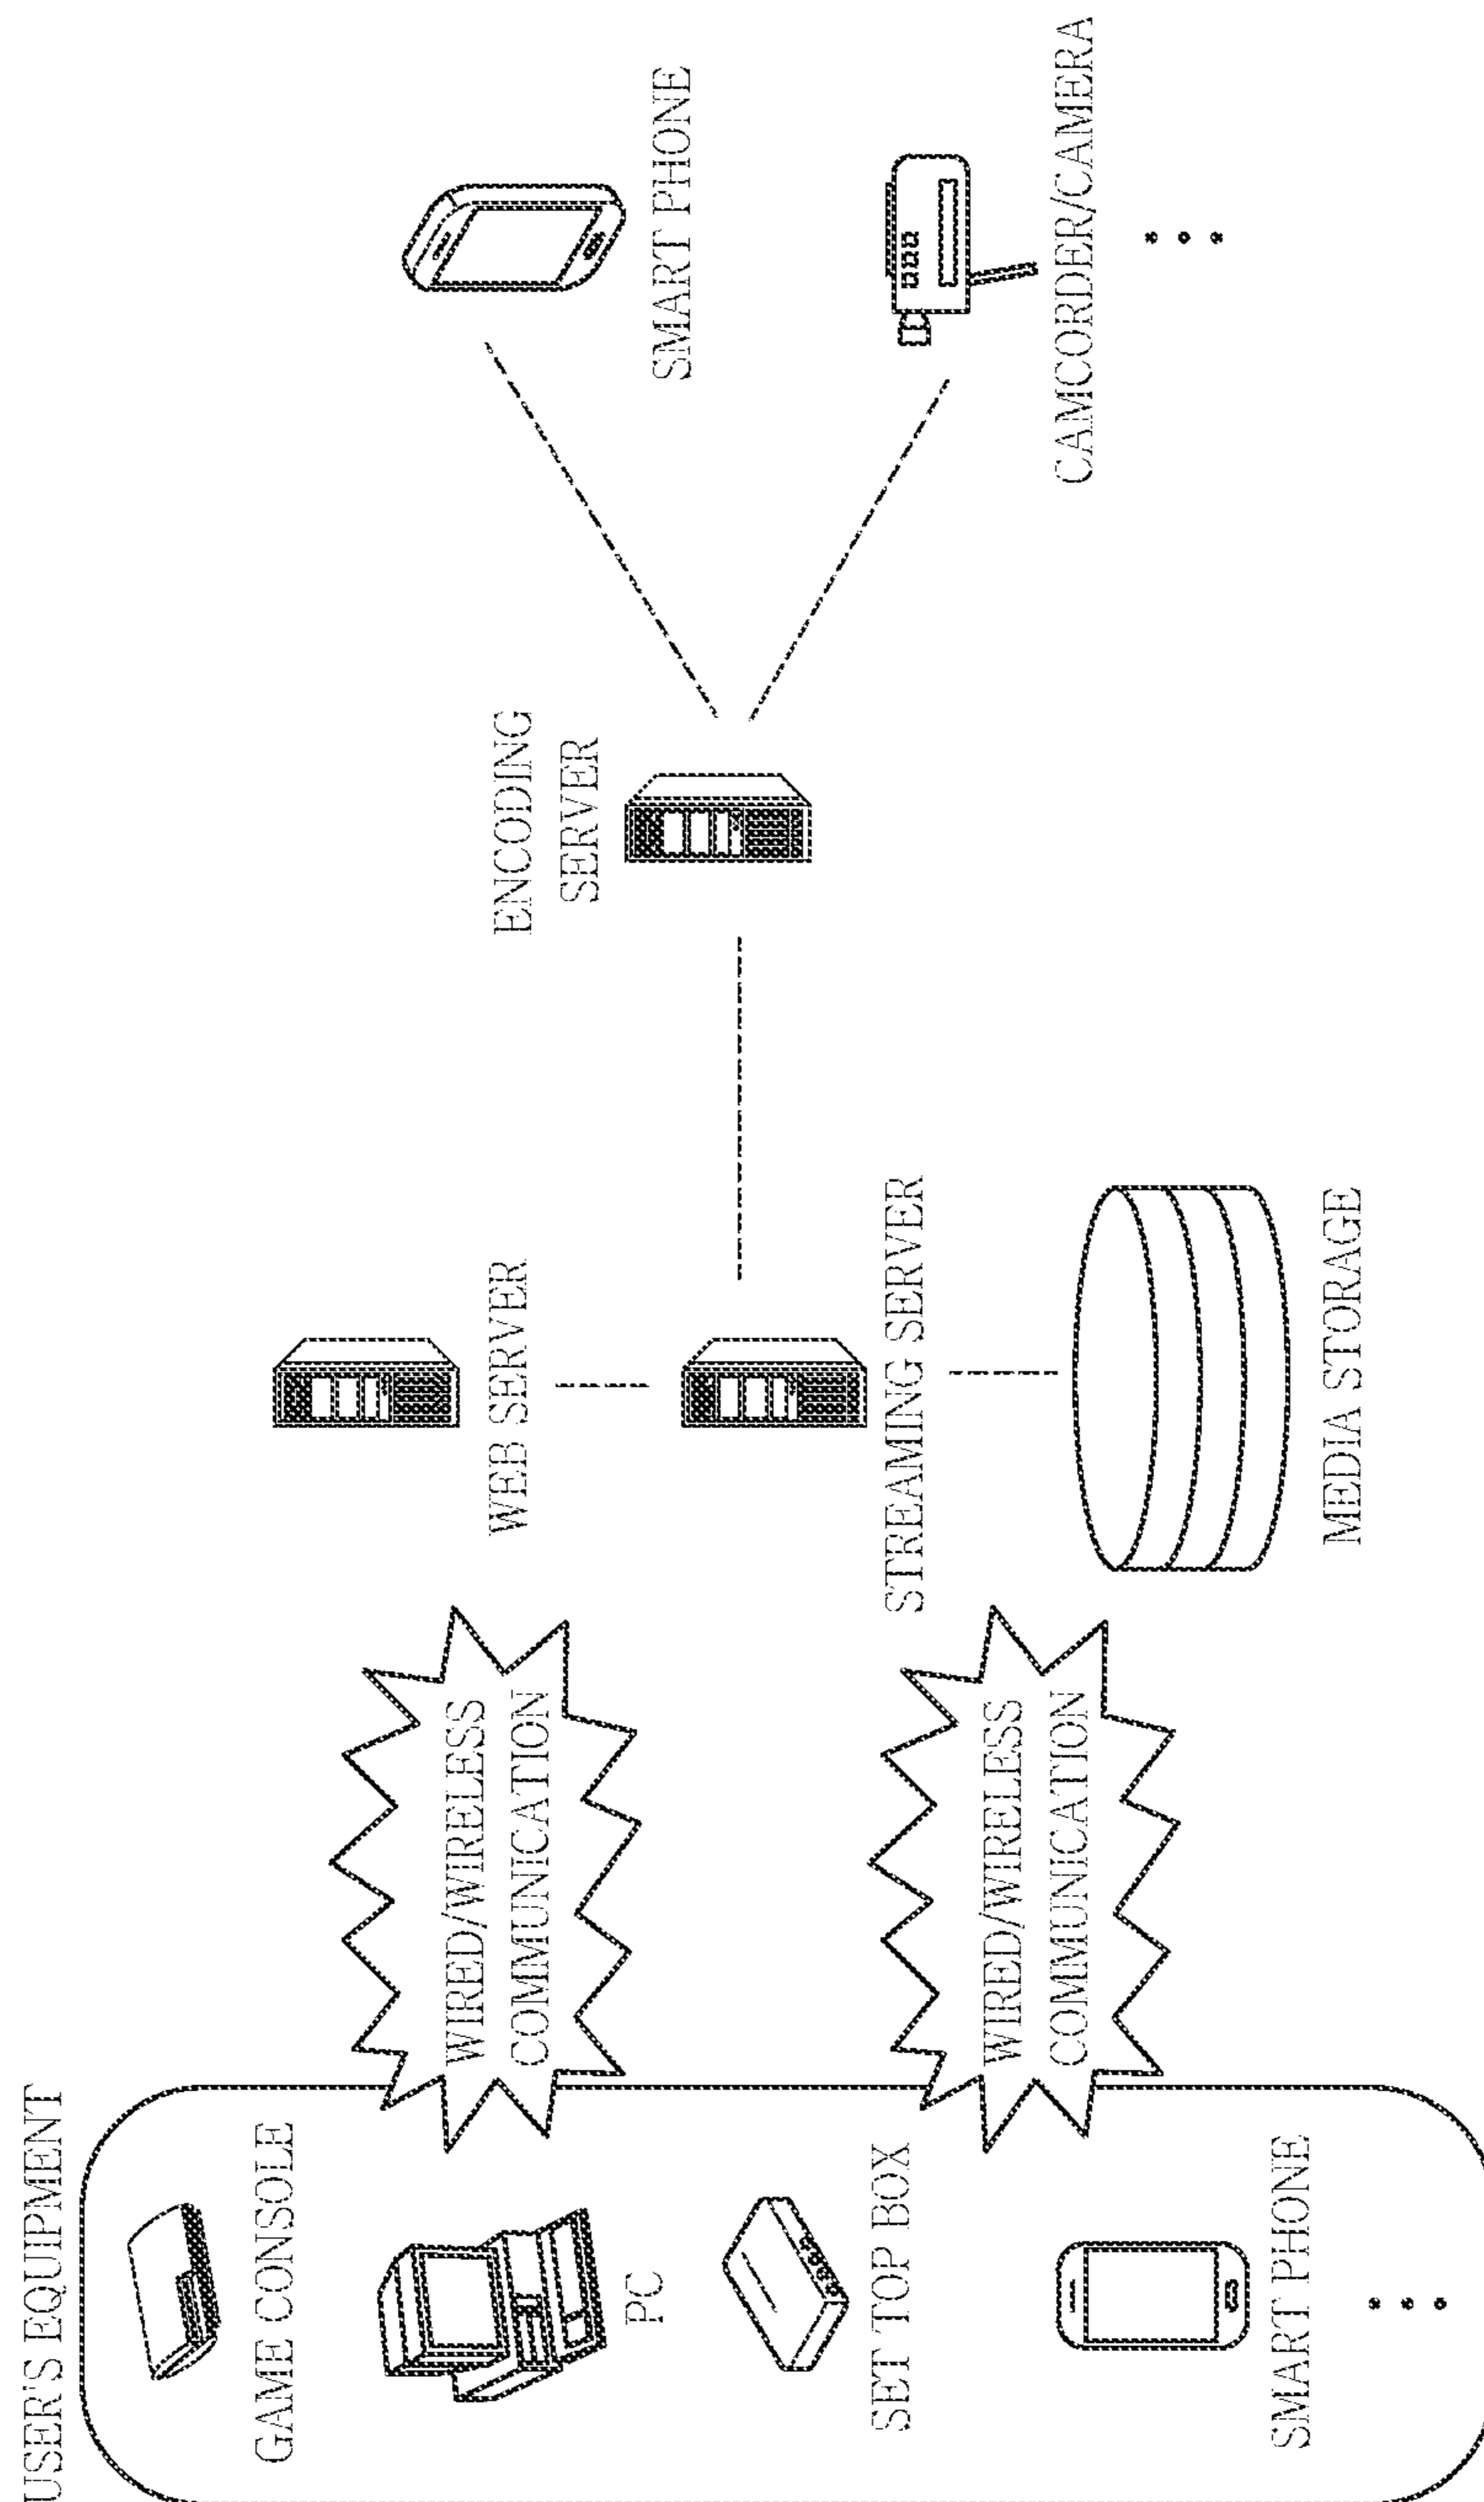 USER'S EQUIPMENT
GAME CONSOLE
PC
SET TOP BOX
SMART PHONE
WIRED/WIRELESS
COMMUNICATION
WIRED/WIRELESS
COMMUNICATION
WEB SERVER
STREAMING SERVER
MEDIA STORAGE
ENCODING
SERVER
SMART PHONE
CAMCORDER/CAMERA